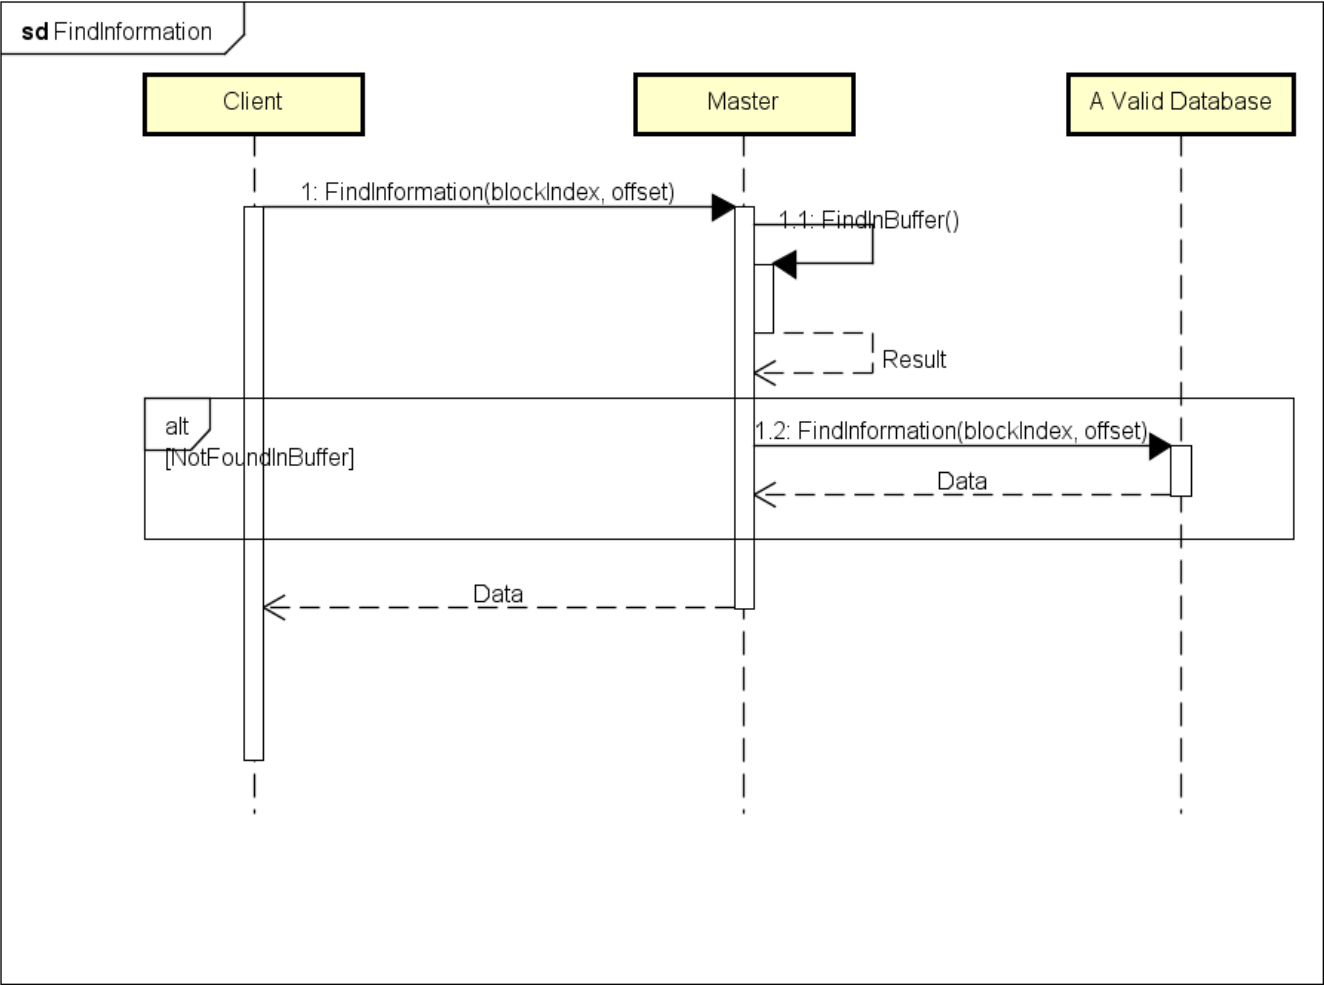 sd FindInformation
Client
Master
A Valid Database
1: FindInformation(blockIndex, offset)
1.1: FindInBuffer()
Result
alt
1.2: FindInformation(blockIndex, offset)
[NotFoundInBuffer]
Data
Data